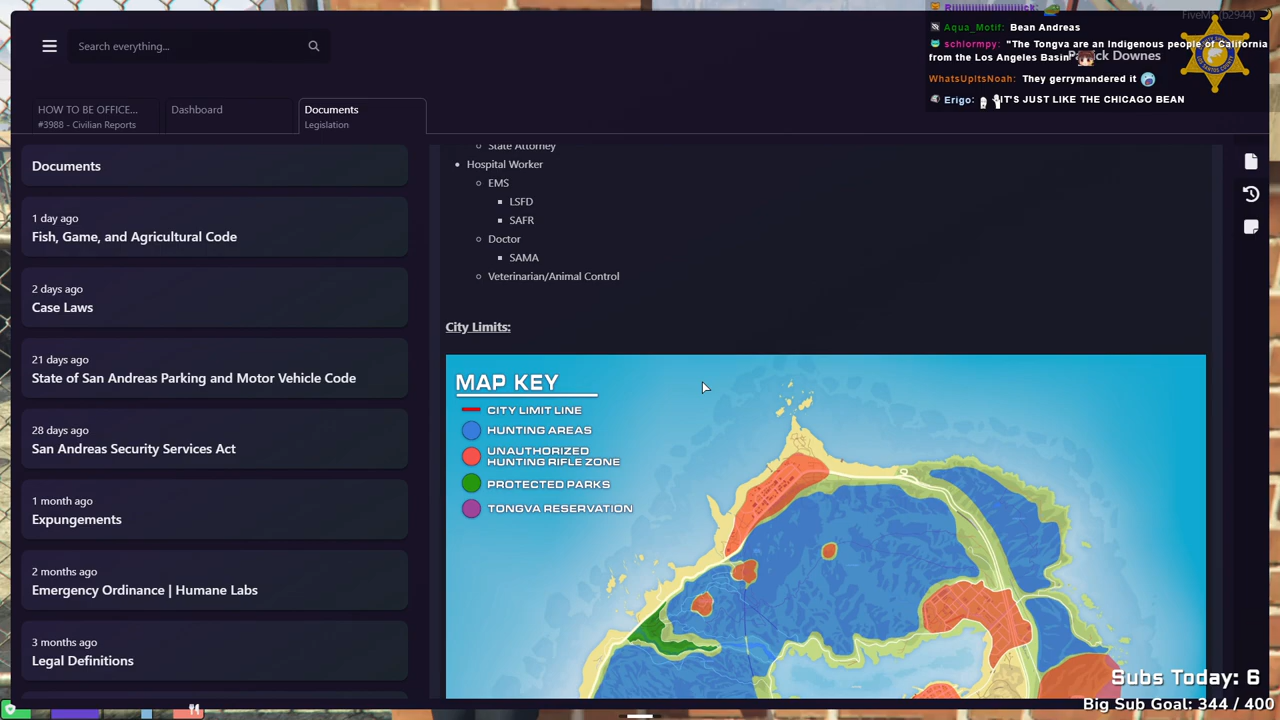 FiveM® (b2944)
Aqua_Motif: Bean Andreas
schlormpy: "The Tongva are an Indigenous people of California
from the Los Angeles Basin"
WhatsUpItsNoah: They gerrymandered it
Erigo: IT'S JUST LIKE THE CHICAGO BEAN
Search everything...
HOW TO BE OFFICE...
#3988 - Civilian Reports
Dashboard
Documents
Legislation
Documents
1 day ago
Fish, Game, and Agricultural Code
2 days ago
Case Laws
21 days ago
State of San Andreas Parking and Motor Vehicle Code
28 days ago
San Andreas Security Services Act
1 month ago
Expungements
2 months ago
Emergency Ordinance | Humane Labs
3 months ago
Legal Definitions
State Attorney
Hospital Worker
EMS
LSFD
SAFR
Doctor
SAMA
Veterinarian/Animal Control
City Limits:
MAP KEY
CITY LIMIT LINE
HUNTING AREAS
UNAUTHORIZED
HUNTING RIFLE ZONE
PROTECTED PARKS
TONGVA RESERVATION
Subs Today: 6
Big Sub Goal: 344 / 400